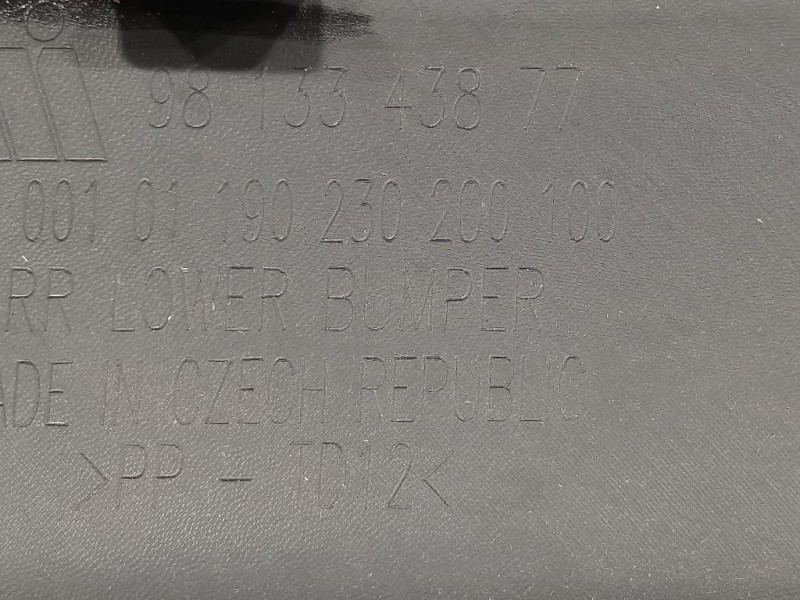 98 133 438 77
001 01 190 230 200 100
RR LOWER BUMPER
ADE IN CZECH REPUBLIC
>PP - TD12<